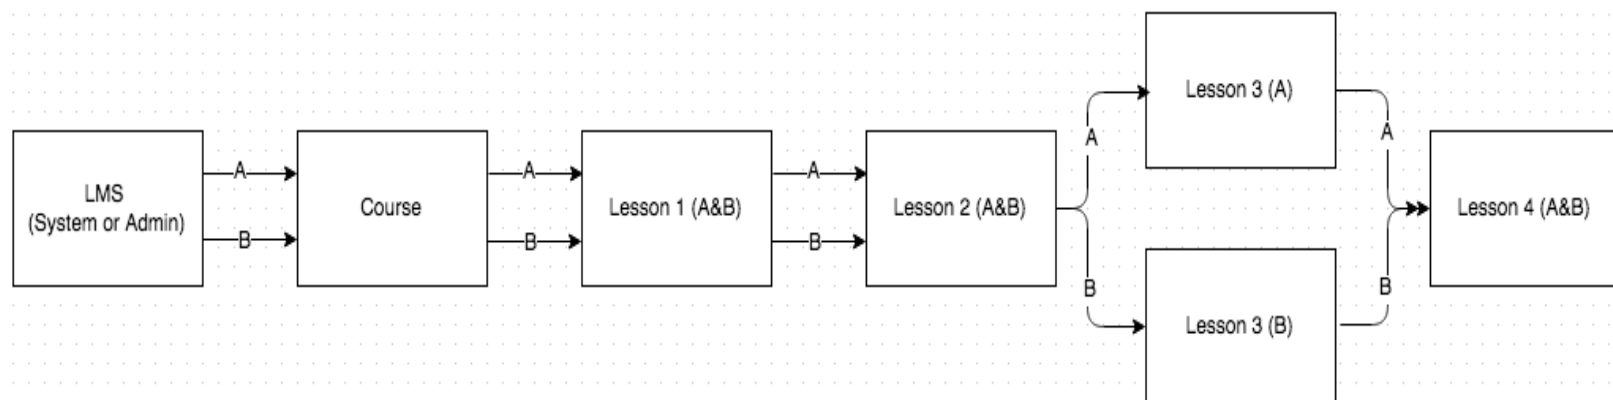 LMS
(System or Admin)
A
B
Course
A
B
Lesson 1 (A&B)
A
B
Lesson 2 (A&B)
A
B
Lesson 3 (A)
Lesson 3 (B)
A
B
Lesson 4 (A&B)